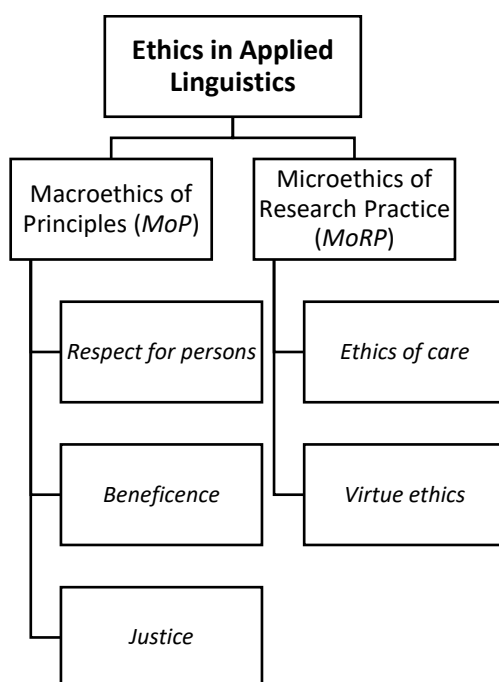 Ethics in Applied
Linguistics
Macroethics of
Principles (MoP)
Microethics of
Research Practice
(MoRP)
Respect for persons
Ethics of care
Beneficence
Virtue ethics
Justice